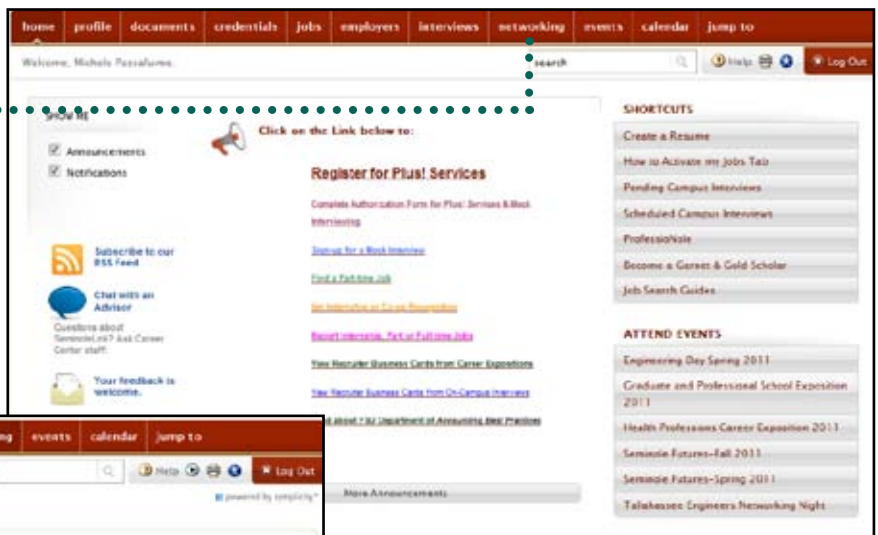 home profile documents credentials jobs employers interviews networking events calendar jump to
Welcome, Michele
search Help Log Out
SHOW ME
Announcements
Notifications
Subscribe to our
RSS Feed
Chat with an
Advisor
Questions about
SeminoleLink? Ask Career
Center staff!
Your feedback is
welcome.
Click on the Link below to:
Register for Plus! Services
Complete Authorization Form for Plus! Services & Mock
Interviewing
Sign-up for a Mock Interview
Find a Part-time Job
Report Internship, Part or Full-time Jobs
View Recruiter Business Cards from Career Expositions
View Recruiter Business Cards from On-Campus Interviews
about FSU Department of Accounting Best Practices
More Announcements
SHORTCUTS
Create a Resume
How to Activate my Jobs Tab
Pending Campus Interviews
Scheduled Campus Interviews
ProfessioNole
Become a Garnet & Gold Scholar
Job Search Guides
ATTEND EVENTS
Engineering Day Spring 2011
Graduate and Professional School Exposition
2011
Health Professions Career Exposition 2011
Seminole Futures-Fall 2011
Seminole Futures-Spring 2011
Tallahassee Engineers Networking Night
events calendar jump to
Help Log Out
powered by symplicity